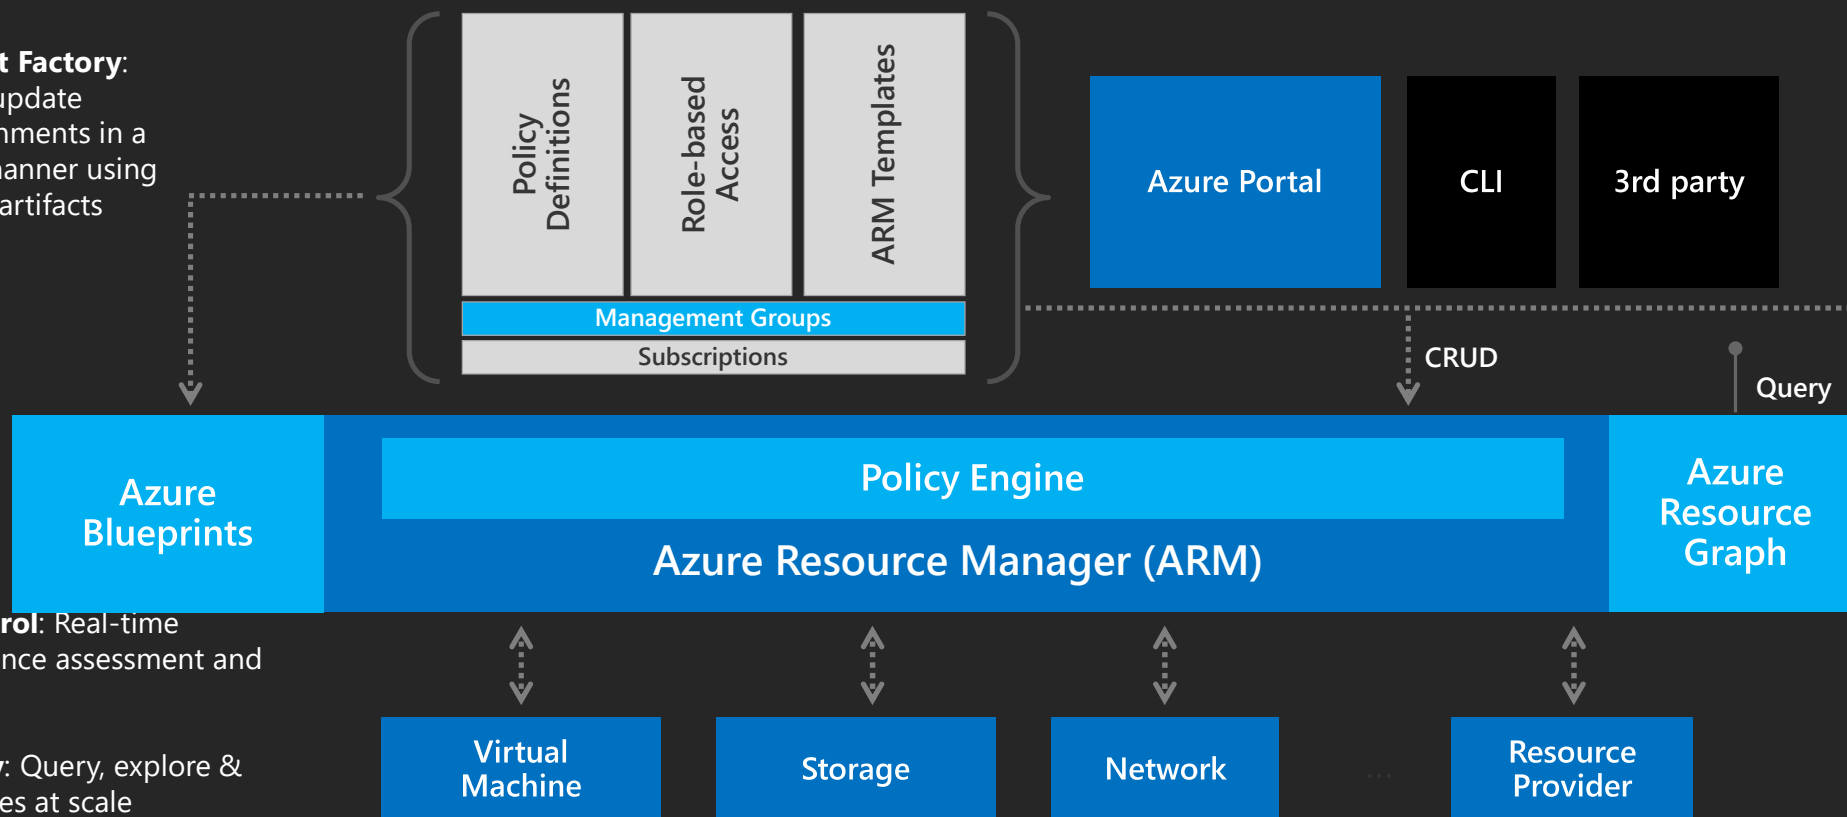 t Factory:
update
nments in a
manner using
artifacts
Policy
Definitions
Role-based
Access
ARM Templates
Management Groups
Subscriptions
Azure Portal
CLI
3rd party
CRUD
Query
Azure
Blueprints
Policy Engine
Azure Resource Manager (ARM)
Azure
Resource
Graph
rol: Real-time
nce assessment and
y: Query, explore &
es at scale
Virtual
Machine
Storage
Network
...
Resource
Provider